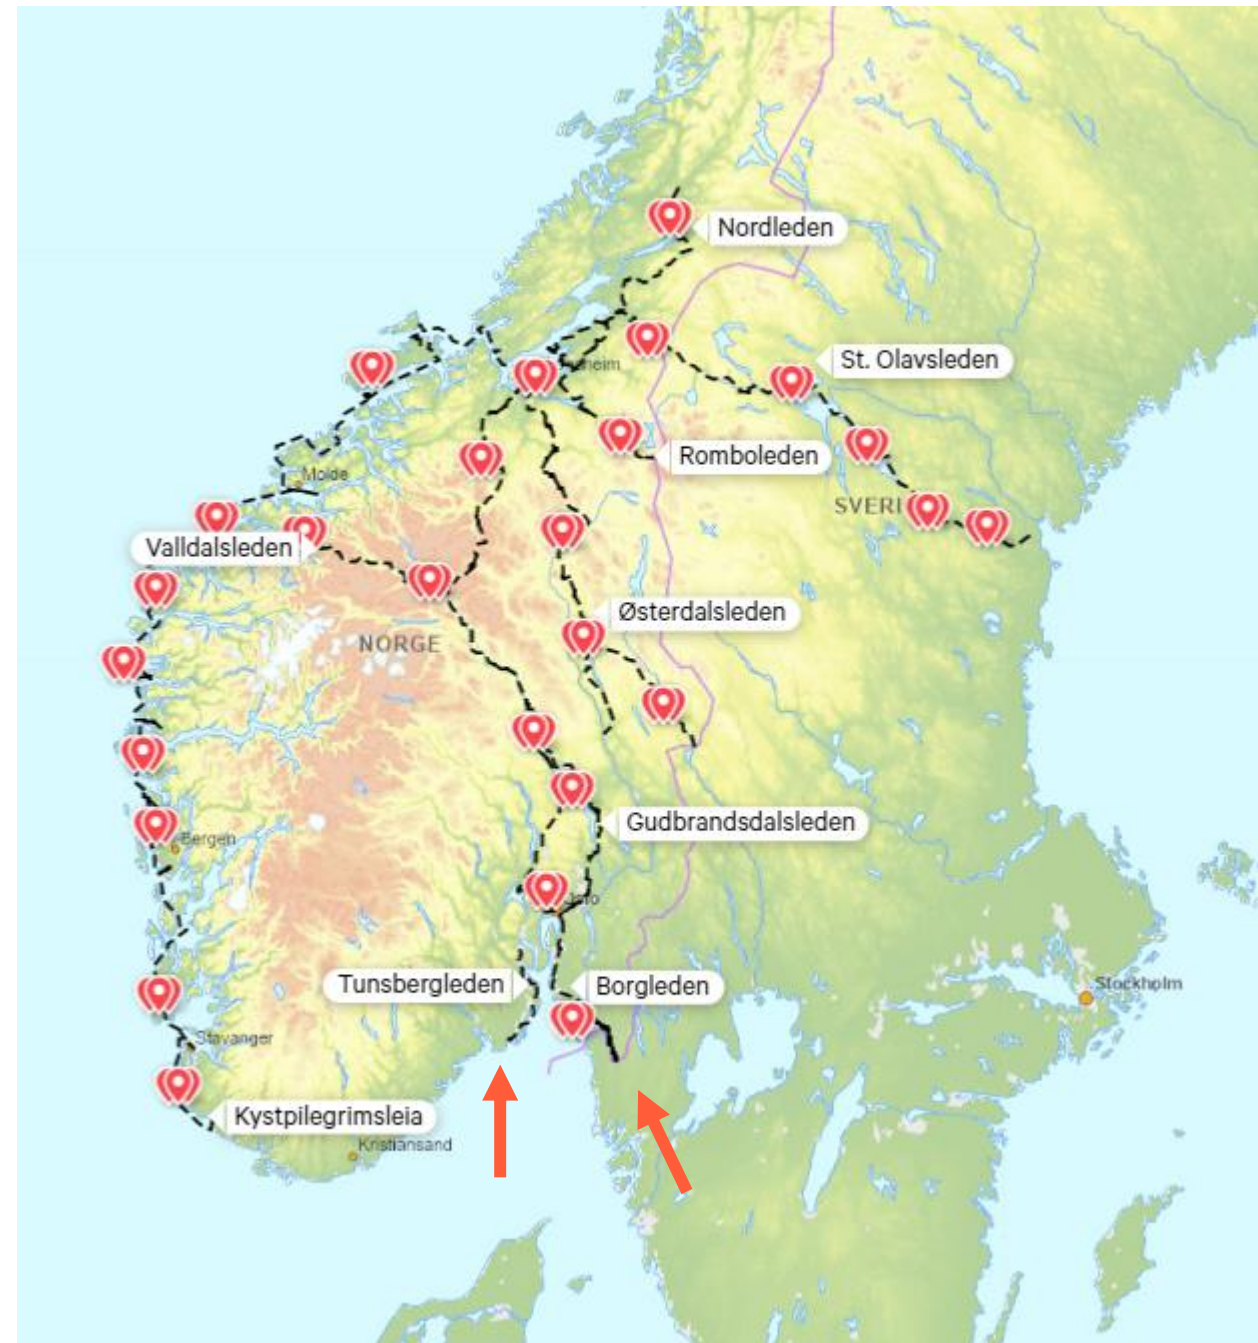 Nordleden
St. Olavsleden
Romboleden
Molde
SVERI
Valldalsleden
Østerdalsleden
NORGE
Gudbrandsdalsleden
Bergen
Tunsbergleden
Borgleden
Stockholm
Stavanger
Kystpilegrimsleia
Kristiansand